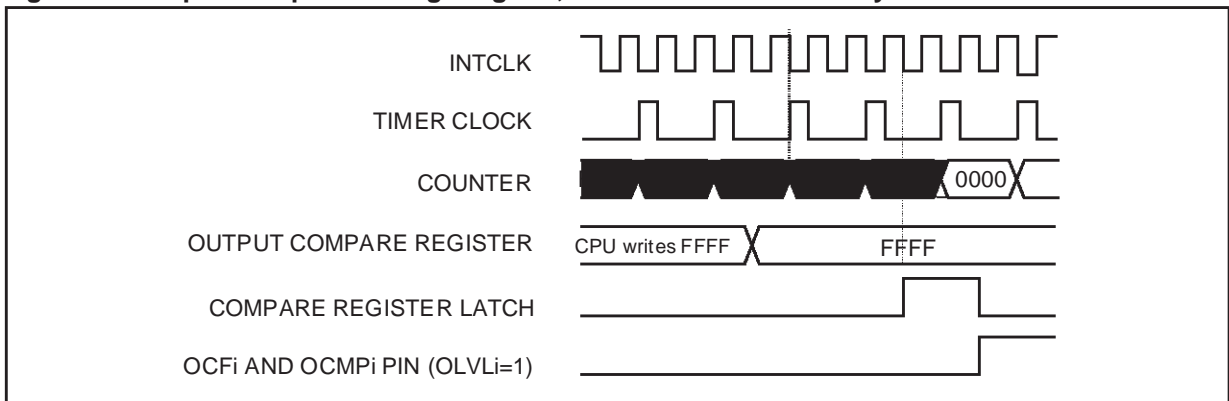 INTCLK
TIMER CLOCK
COUNTER
0000
OUTPUT COMPARE REGISTER
CPU writes FFFF
FFFF
COMPARE REGISTER LATCH
OCFi AND OCMPi PIN (OLVLi=1)